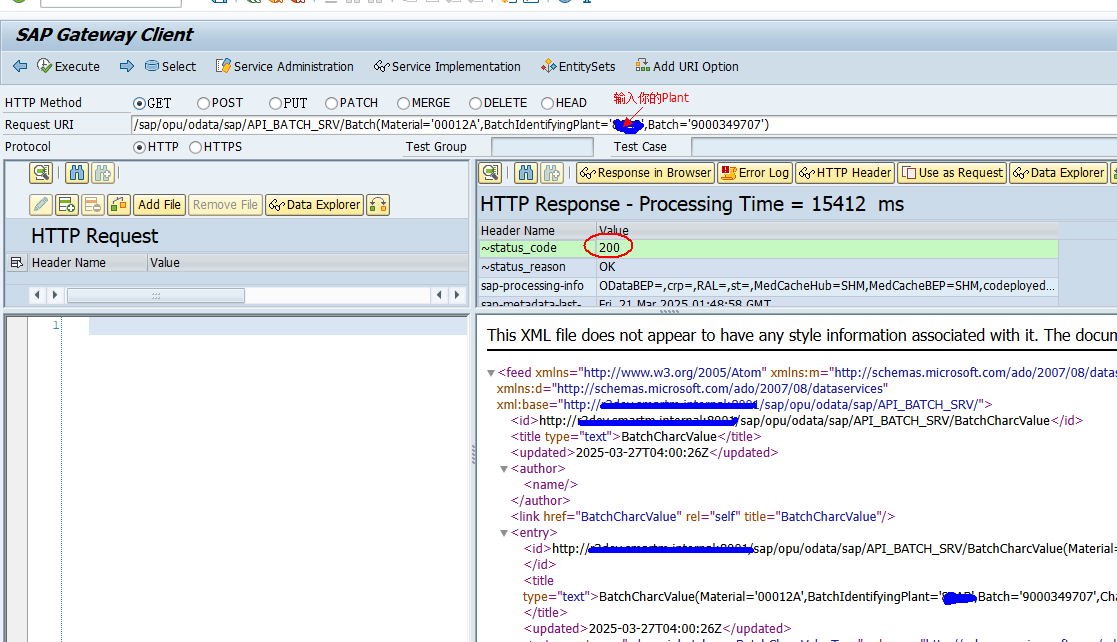 SAP Gateway Client
Execute Select Service Administration Service Implementation EntitySets Add URI Option
HTTP Method GET POST PUT PATCH MERGE DELETE HEAD 输入你的Plant
Request URI /sap/opu/odata/sap/API_BATCH_SRV/Batch(Material='00012A',BatchIdentifyingPlant=' ',Batch='9000349707')
Protocol HTTP HTTPS Test Group Test Case
Response in Browser Error Log HTTP Header Use as Request Data Explorer
Add File Remove File Data Explorer
HTTP Response - Processing Time = 15412 ms
HTTP Request
Header Name Value
Header Name Value
~status_code 200
~status_reason OK
sap-processing-info ODataBEP=,crp=,RAL=,st=,MedCacheHub=SHM,MedCacheBEP=SHM,codeployed...
sap-metadata-last- Fri, 21 Mar 2025 01:48:58 GMT
1
This XML file does not appear to have any style information associated with it. The docum
<feed xmlns="http://www.w3.org/2005/Atom" xmlns:m="http://schemas.microsoft.com/ado/2007/08/datas
xmlns:d="http://schemas.microsoft.com/ado/2007/08/dataservices"
xml:base="http:// /sap/opu/odata/sap/API_BATCH_SRV/">
<id>http:// /sap/opu/odata/sap/API_BATCH_SRV/BatchCharcValue</id>
<title type="text">BatchCharcValue</title>
<updated>2025-03-27T04:00:26Z</updated>
<author>
<name/>
</author>
<link href="BatchCharcValue" rel="self" title="BatchCharcValue"/>
<entry>
<id>http:// /sap/opu/odata/sap/API_BATCH_SRV/BatchCharcValue(Material=
</id>
<title
type="text">BatchCharcValue(Material='00012A',BatchIdentifyingPlant=' ',Batch='9000349707',Cha
</title>
<updated>2025-03-27T04:00:26Z</updated>